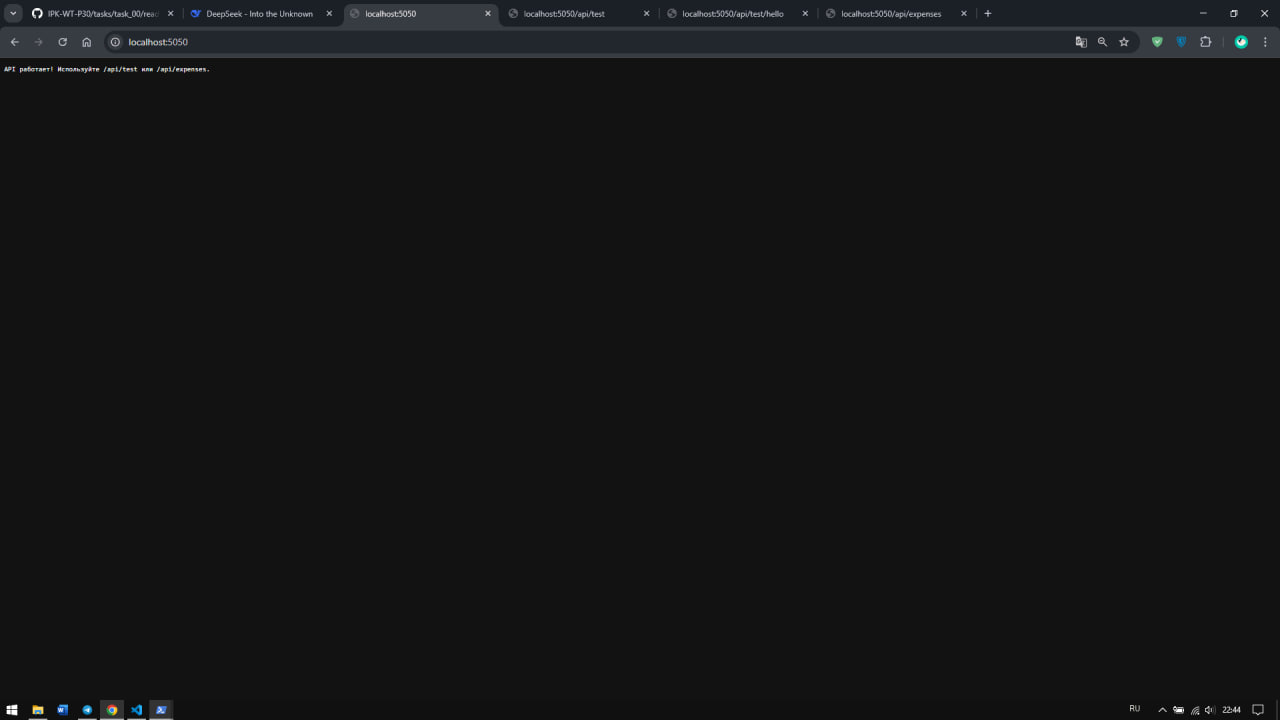 IPK-WT-P30/tasks/task_00/read
DeepSeek - Into the Unknown
localhost:5050
localhost:5050/api/test
localhost:5050/api/test/hello
localhost:5050/api/expenses
localhost:5050
API работает! Используйте /api/test или /api/expenses.
RU
22:44